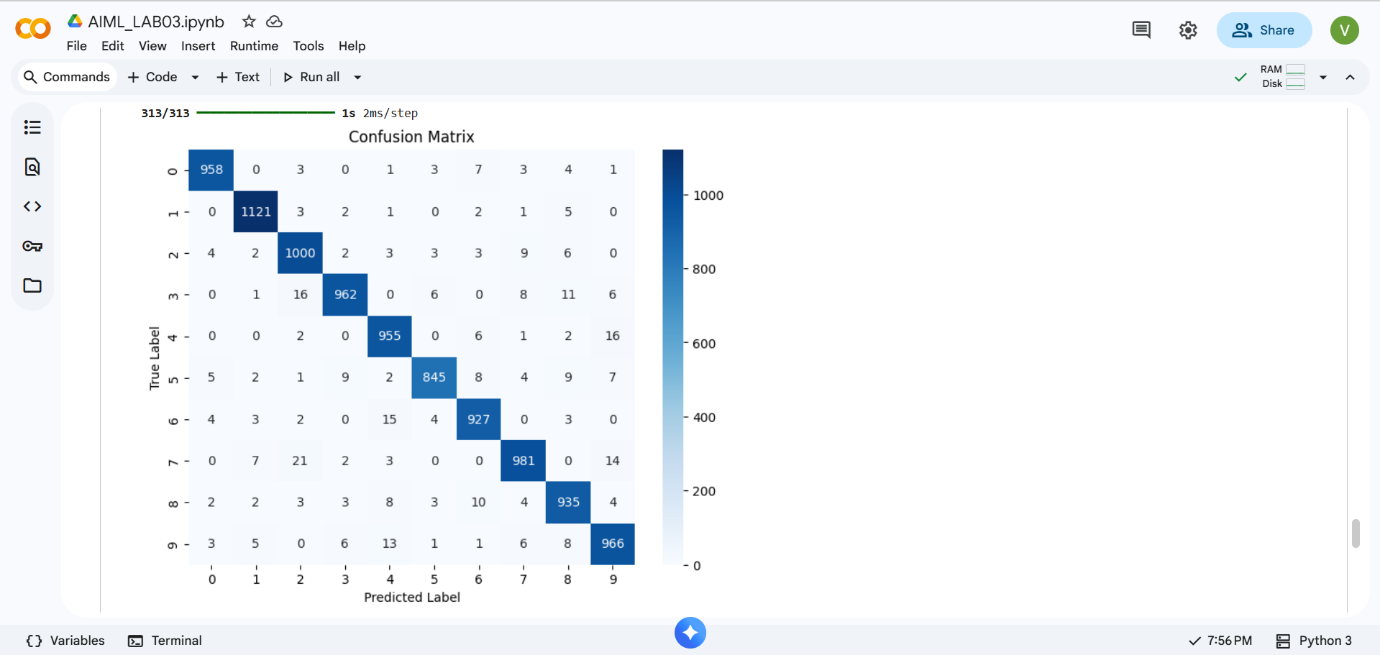 AIML_LAB03.ipynb
File Edit View Insert Runtime Tools Help
Share
V
Commands + Code + Text Run all
RAM
Disk
313/313 1s 2ms/step
Confusion Matrix
0 958 0 3 0 1 3 7 3 4 1
1 0 1121 3 2 1 0 2 1 5 0
2 4 2 1000 2 3 3 3 9 6 0
3 0 1 16 962 0 6 0 8 11 6
4 0 0 2 0 955 0 6 1 2 16
5 5 2 1 9 2 845 8 4 9 7
6 4 3 2 0 15 4 927 0 3 0
7 0 7 21 2 3 0 0 981 0 14
8 2 2 3 3 8 3 10 4 935 4
9 3 5 0 6 13 1 1 6 8 966
0 1 2 3 4 5 6 7 8 9
Predicted Label
True Label
1000
800
600
400
200
0
Variables Terminal
7:56 PM Python 3